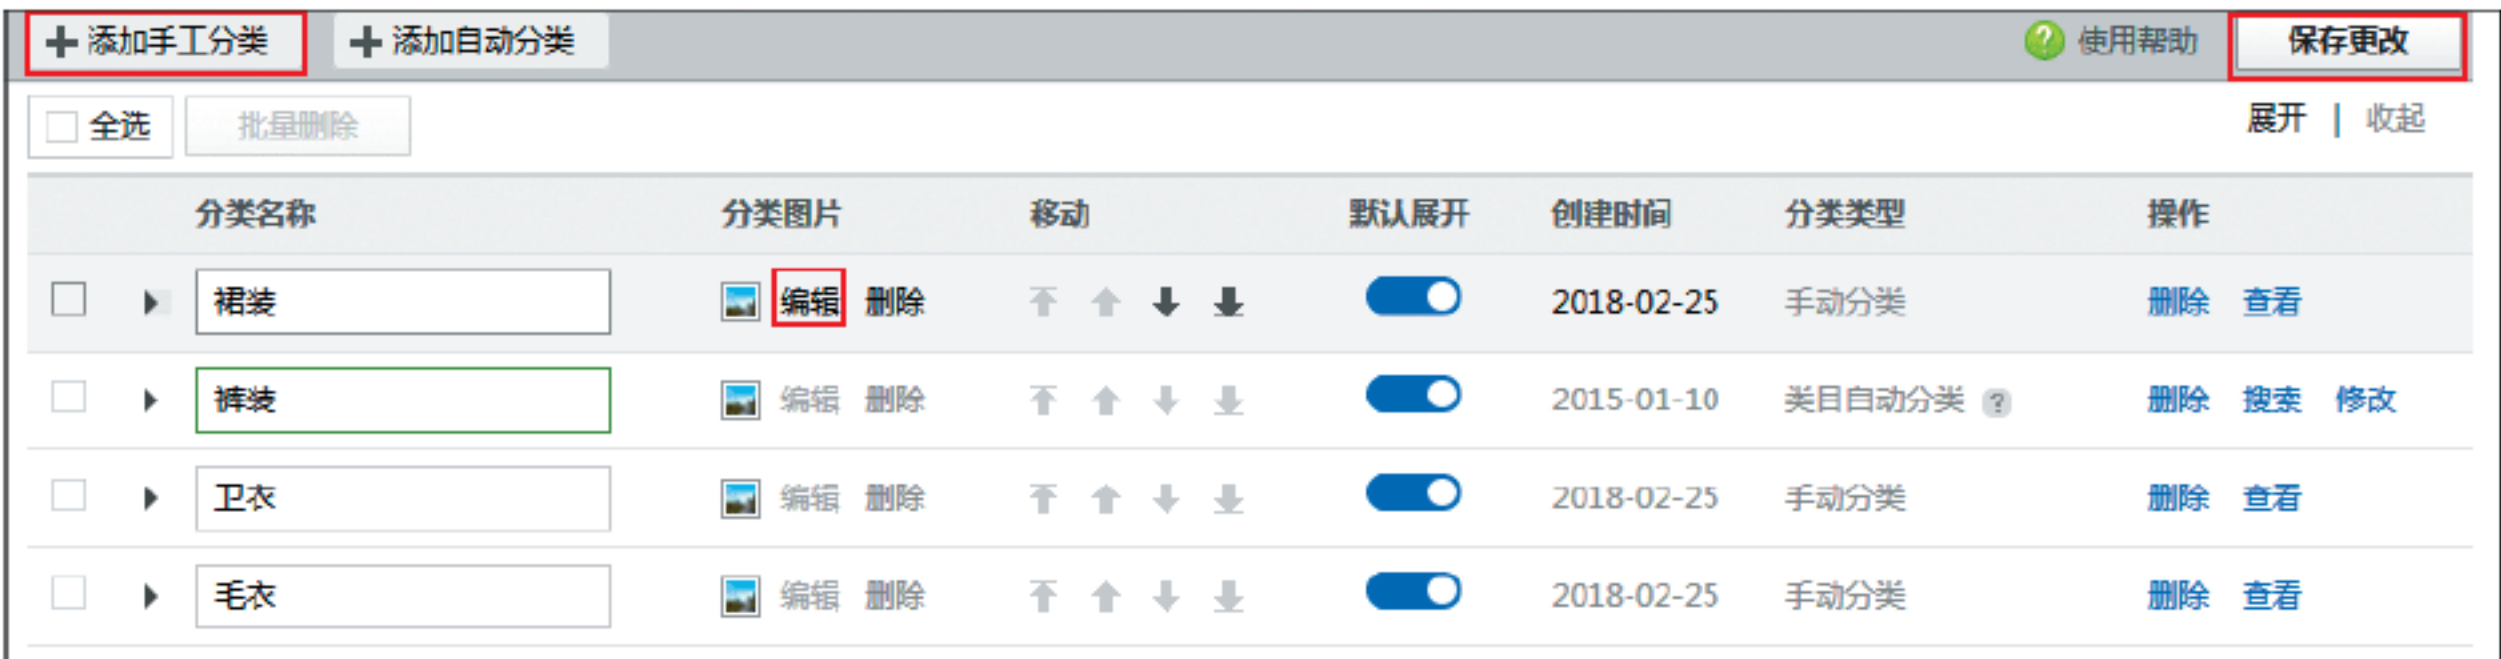 添加手工分类 添加自动分类 使用帮助 保存更改
全选 批量删除 展开 | 收起
分类名称 分类图片 移动 默认展开 创建时间 分类类型 操作
裙装 编辑 删除 2018-02-25 手动分类 删除 查看
裤装 编辑 删除 2015-01-10 类目自动分类 ? 删除 搜索 修改
卫衣 编辑 删除 2018-02-25 手动分类 删除 查看
毛衣 编辑 删除 2018-02-25 手动分类 删除 查看